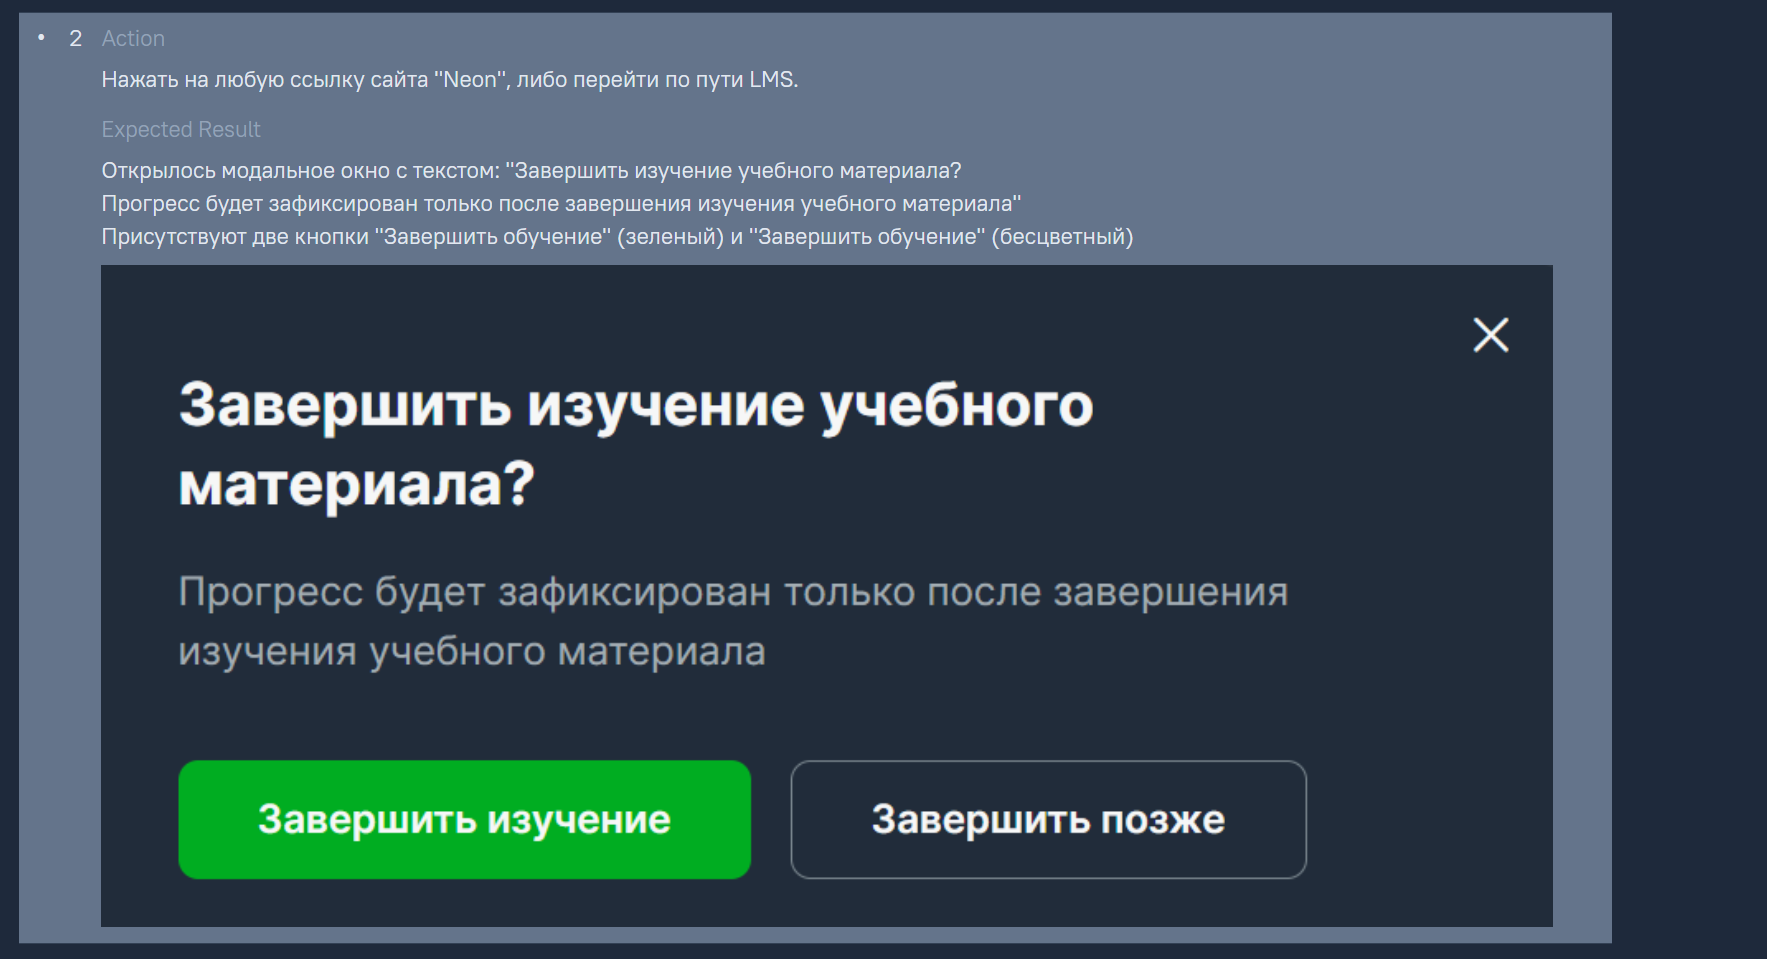 • 2 Action
Нажать на любую ссылку сайта "Neon", либо перейти по пути LMS.
Expected Result
Открылось модальное окно с текстом: "Завершить изучение учебного материала?
Прогресс будет зафиксирован только после завершения изучения учебного материала"
Присутствуют две кнопки "Завершить обучение" (зеленый) и "Завершить обучение" (бесцветный)
Завершить изучение учебного
материала?
Прогресс будет зафиксирован только после завершения
изучения учебного материала
Завершить изучение Завершить позже